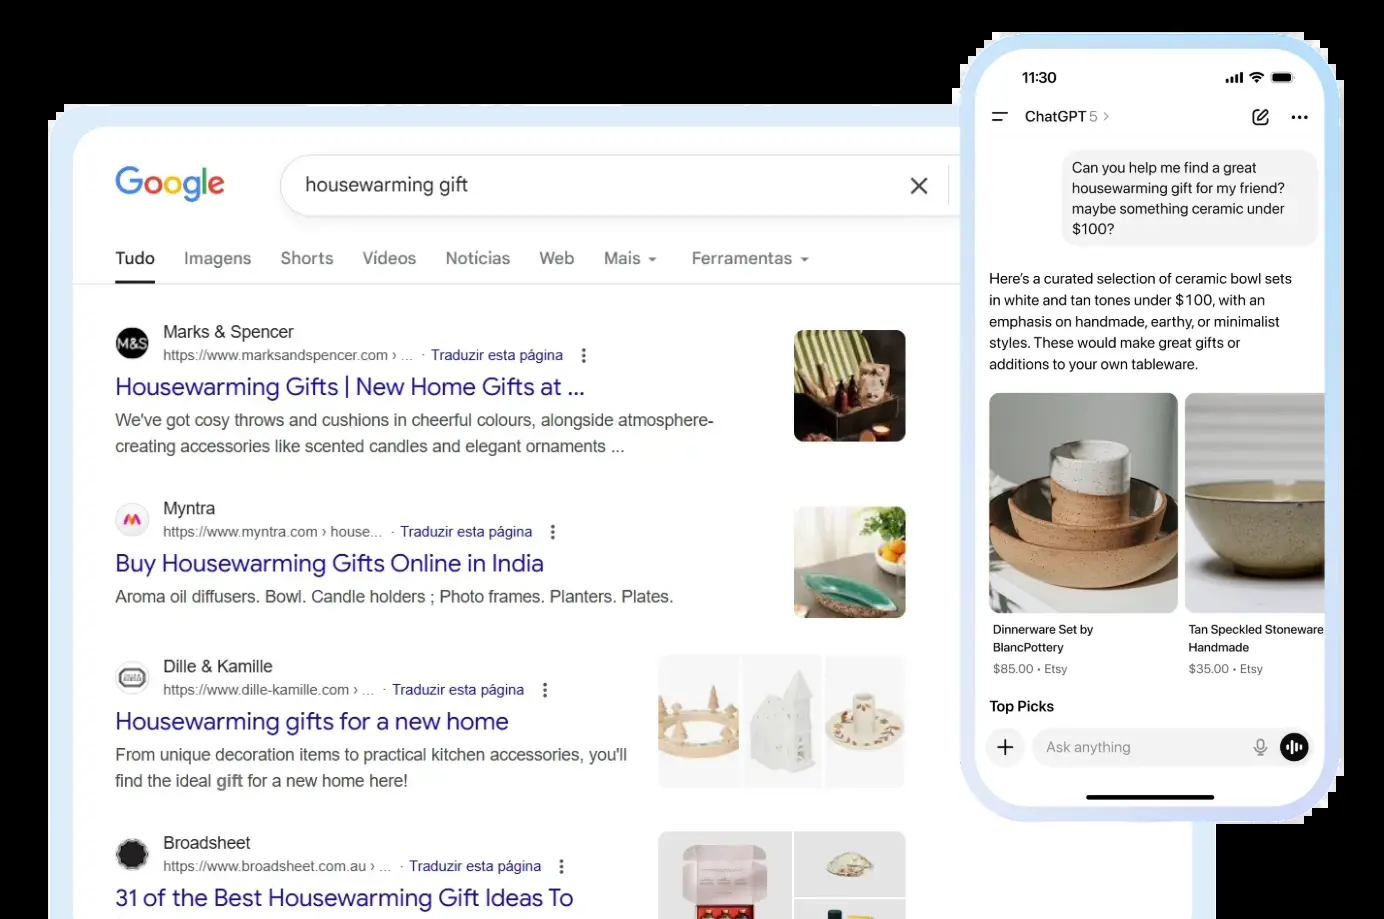 Google
housewarming gift
Tudo Imagens Shorts Vídeos Notícias Web Mais Ferramentas
M&S
Marks & Spencer
https://www.marksandspencer.com › ... · Traduzir esta página
Housewarming Gifts | New Home Gifts at ...
We've got cosy throws and cushions in cheerful colours, alongside atmosphere-
creating accessories like scented candles and elegant ornaments ...
Myntra
https://www.myntra.com › house... · Traduzir esta página
Buy Housewarming Gifts Online in India
Aroma oil diffusers. Bowl. Candle holders ; Photo frames. Planters. Plates.
Dille & Kamille
https://www.dille-kamille.com › ... · Traduzir esta página
Housewarming gifts for a new home
From unique decoration items to practical kitchen accessories, you'll
find the ideal gift for a new home here!
Broadsheet
https://www.broadsheet.com.au › ... · Traduzir esta página
31 of the Best Housewarming Gift Ideas To
11:30
ChatGPT 5 >
Can you help me find a great
housewarming gift for my friend?
maybe something ceramic under
$100?
Here's a curated selection of ceramic bowl sets
in white and tan tones under $100, with an
emphasis on handmade, earthy, or minimalist
styles. These would make great gifts or
additions to your own tableware.
Dinnerware Set by
BlancPottery
$85.00 • Etsy
Tan Speckled Stoneware
Handmade
$35.00 • Etsy
Top Picks
Ask anything